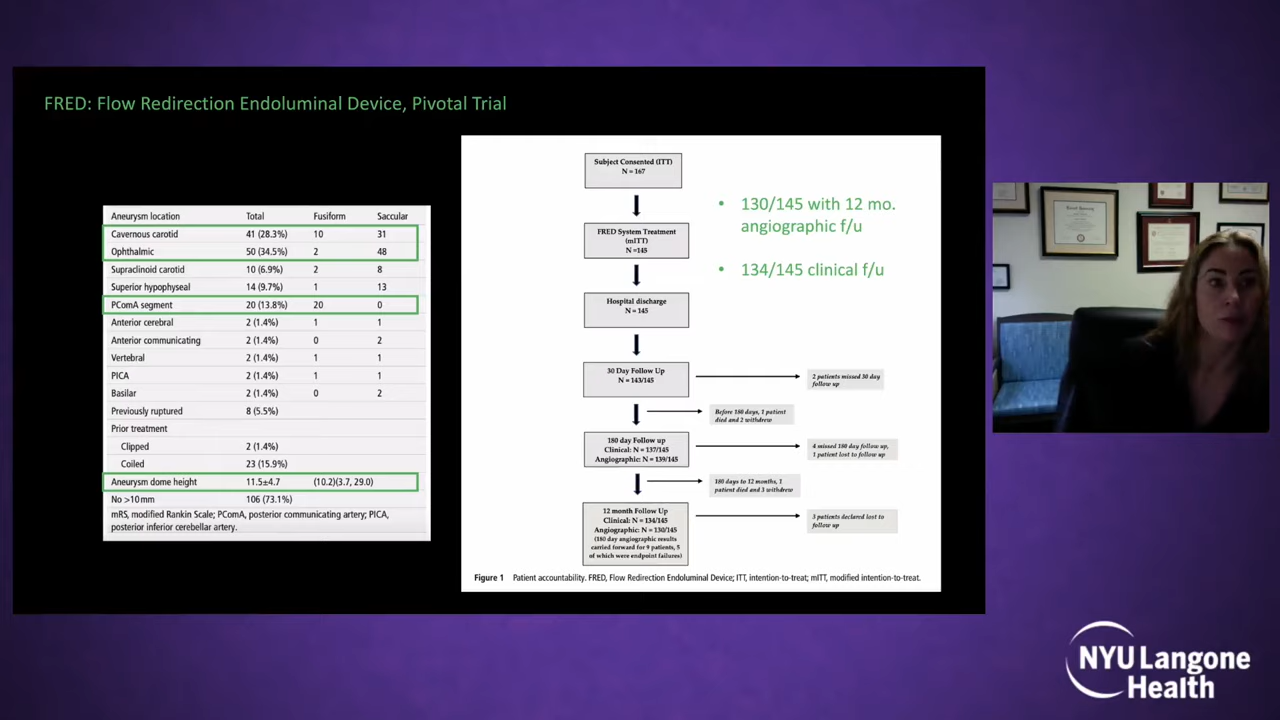 FRED: Flow Redirection Endoluminal Device, Pivotal Trial
Aneurysm location Total Fusiform Saccular
Cavernous carotid 41 (28.3%) 10 31
Ophthalmic 50 (34.5%) 2 48
Supraclinoid carotid 10 (6.9%) 2 8
Superior hypophyseal 14 (9.7%) 1 13
PComA segment 20 (13.8%) 20 0
Anterior cerebral 2 (1.4%) 1 1
Anterior communicating 2 (1.4%) 0 2
Vertebral 2 (1.4%) 1 1
PICA 2 (1.4%) 1 1
Basilar 2 (1.4%) 0 2
Previously ruptured 8 (5.5%)
Prior treatment
Clipped 2 (1.4%)
Coiled 23 (15.9%)
Aneurysm dome height 11.5±4.7 (10.2)(3.7, 29.0)
No >10mm 106 (73.1%)
mRS, modified Rankin Scale; PComA, posterior communicating artery; PICA,
posterior inferior cerebellar artery.
Subject Consented (ITT)
N = 167
FRED System Treatment
(mITT)
N =145
Hospital discharge
N = 145
30 Day Follow Up
N = 143/145
2 patients missed 30 day
follow up
Before 180 days, 1 patient
died and 2 withdrew
180 day Follow up
Clinical: N = 137/145
Angiographic: N = 139/145
4 missed 180 day follow up,
1 patient lost to follow up
180 days to 12 months, 1
patient died and 3 withdrew
12 month Follow Up
Clinical: N = 134/145
Angiographic: N = 130/145
(180 day angiographic results
carried forward for 9 patients, 5
of which were endpoint failures)
3 patients declared lost to
follow up
• 130/145 with 12 mo.
angiographic f/u
• 134/145 clinical f/u
Figure 1 Patient accountability. FRED, Flow Redirection Endoluminal Device; ITT, intention-to-treat; mITT, modified intention-to-treat.
NYU Langone
Health